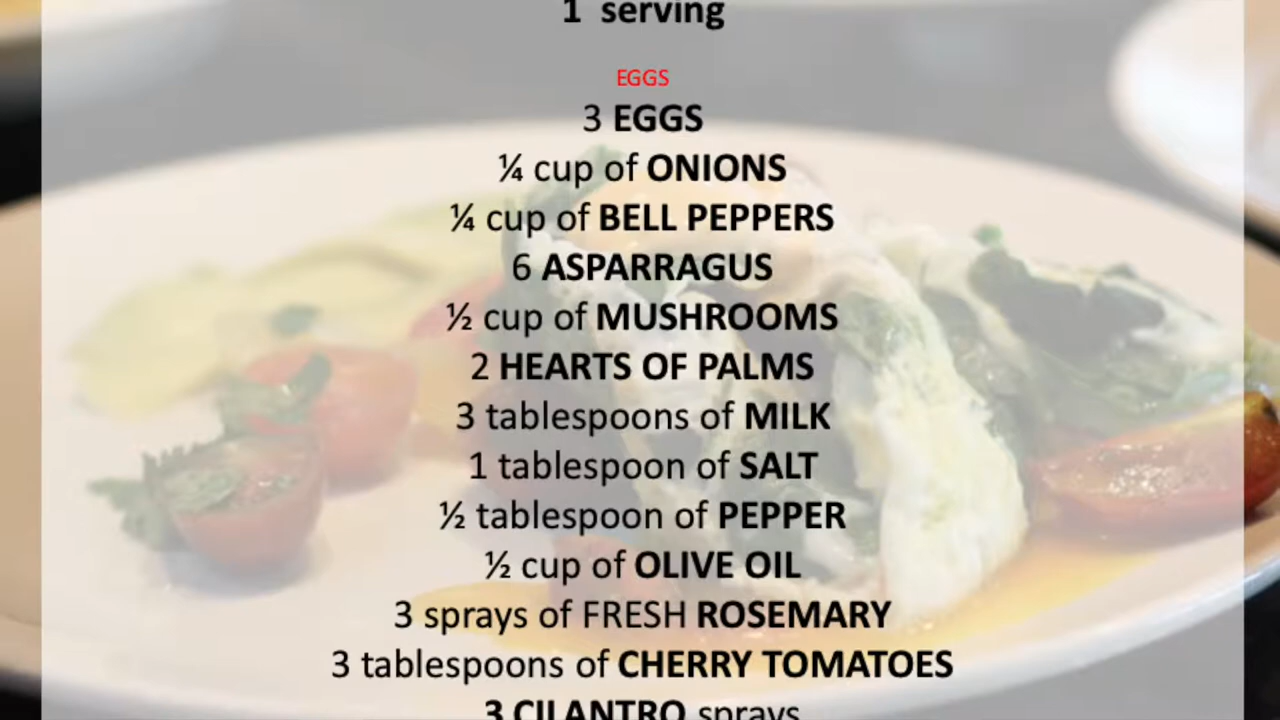 1 serving
EGGS
3 EGGS
¼ cup of ONIONS
¼ cup of BELL PEPPERS
6 ASPARRAGUS
½ cup of MUSHROOMS
2 HEARTS OF PALMS
3 tablespoons of MILK
1 tablespoon of SALT
½ tablespoon of PEPPER
½ cup of OLIVE OIL
3 sprays of FRESH ROSEMARY
3 tablespoons of CHERRY TOMATOES
3 CILANTRO sprays